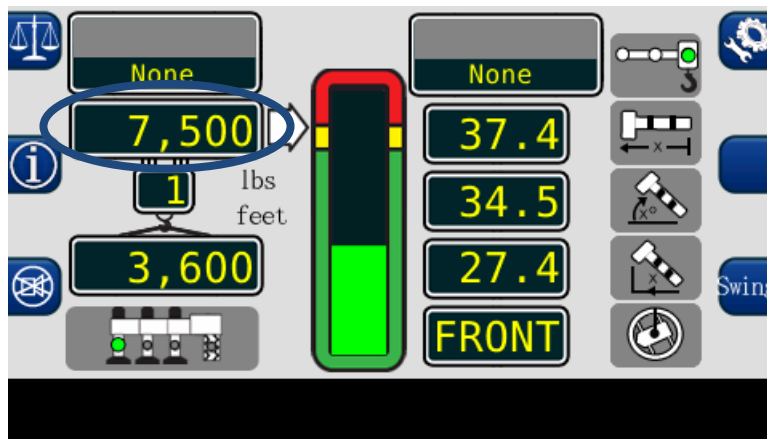 None
7,500
1
lbs
feet
3,600
None
37.4
34.5
x
27.4
x°
FRONT
x
Swing